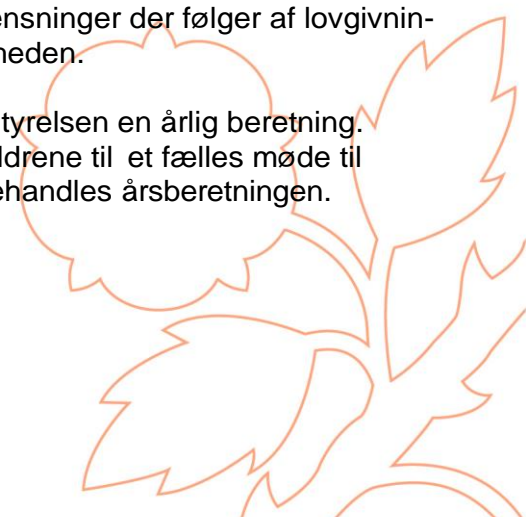 ensninger der følger af lovgivnin-
heden.
tyrelsen en årlig beretning.
ldrene til et fælles møde til
ehandles årsberetningen.